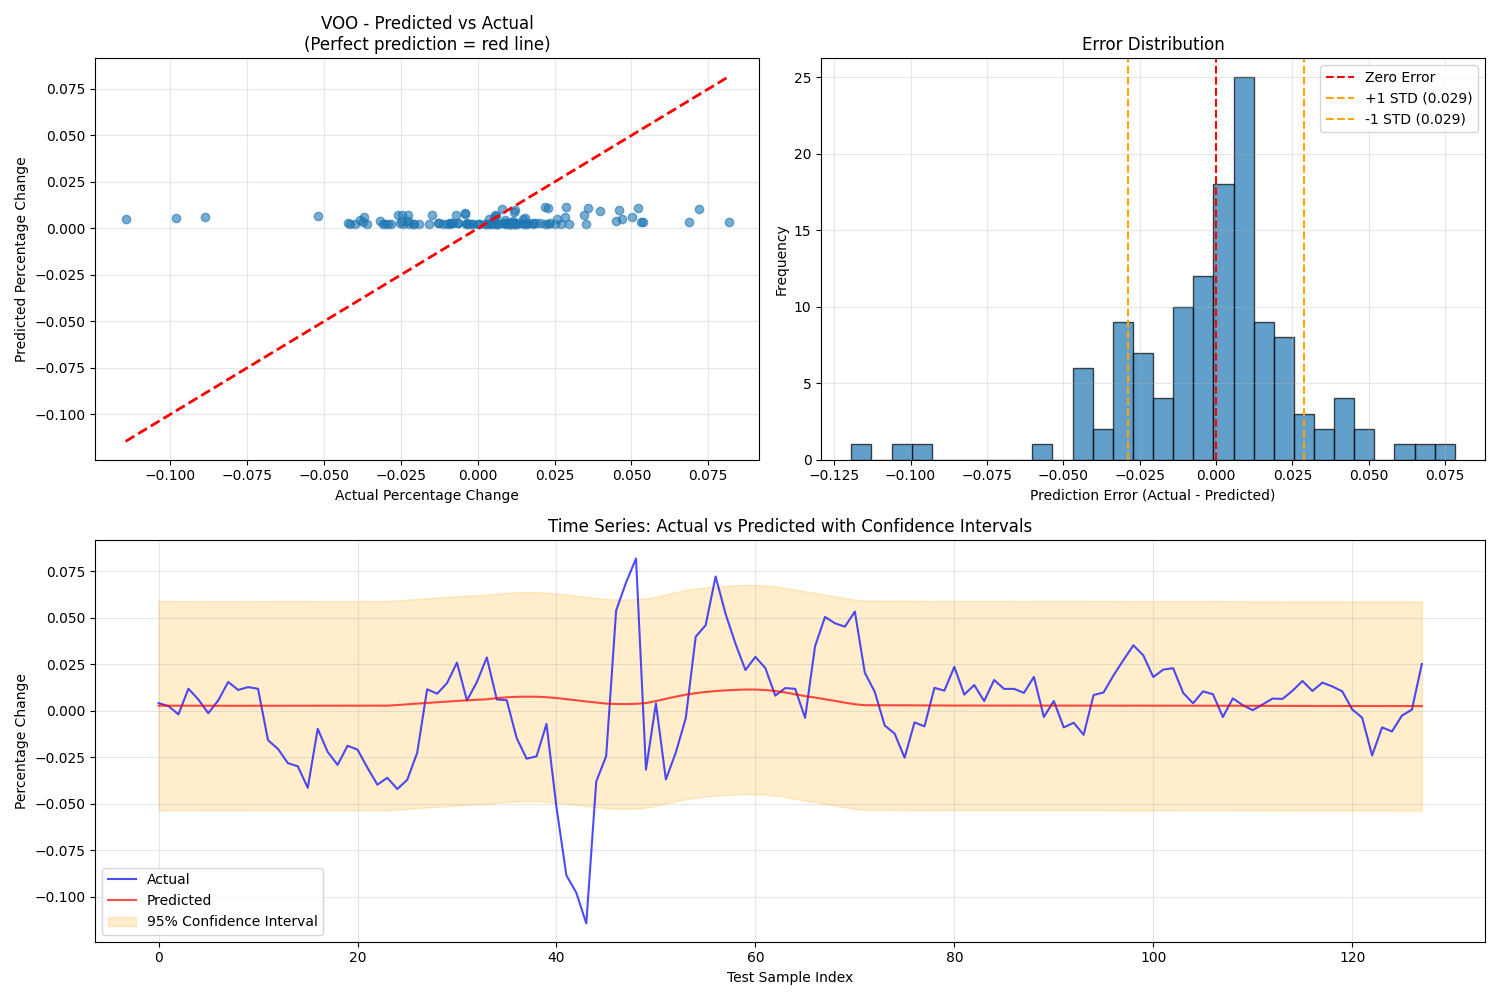 VOO - Predicted vs Actual
(Perfect prediction = red line)
Predicted Percentage Change
0.075
0.050
0.025
0.000
−0.025
−0.050
−0.075
−0.100
−0.100
−0.075
−0.050
−0.025
0.000
0.025
0.050
0.075
Actual Percentage Change
Error Distribution
Frequency
25
20
15
10
5
0
Zero Error
+1 STD (0.029)
-1 STD (0.029)
−0.125
−0.100
−0.075
−0.050
−0.025
0.000
0.025
0.050
0.075
Prediction Error (Actual - Predicted)
Time Series: Actual vs Predicted with Confidence Intervals
Percentage Change
0.075
0.050
0.025
0.000
−0.025
−0.050
−0.075
−0.100
Actual
Predicted
95% Confidence Interval
0
20
40
60
80
100
120
Test Sample Index